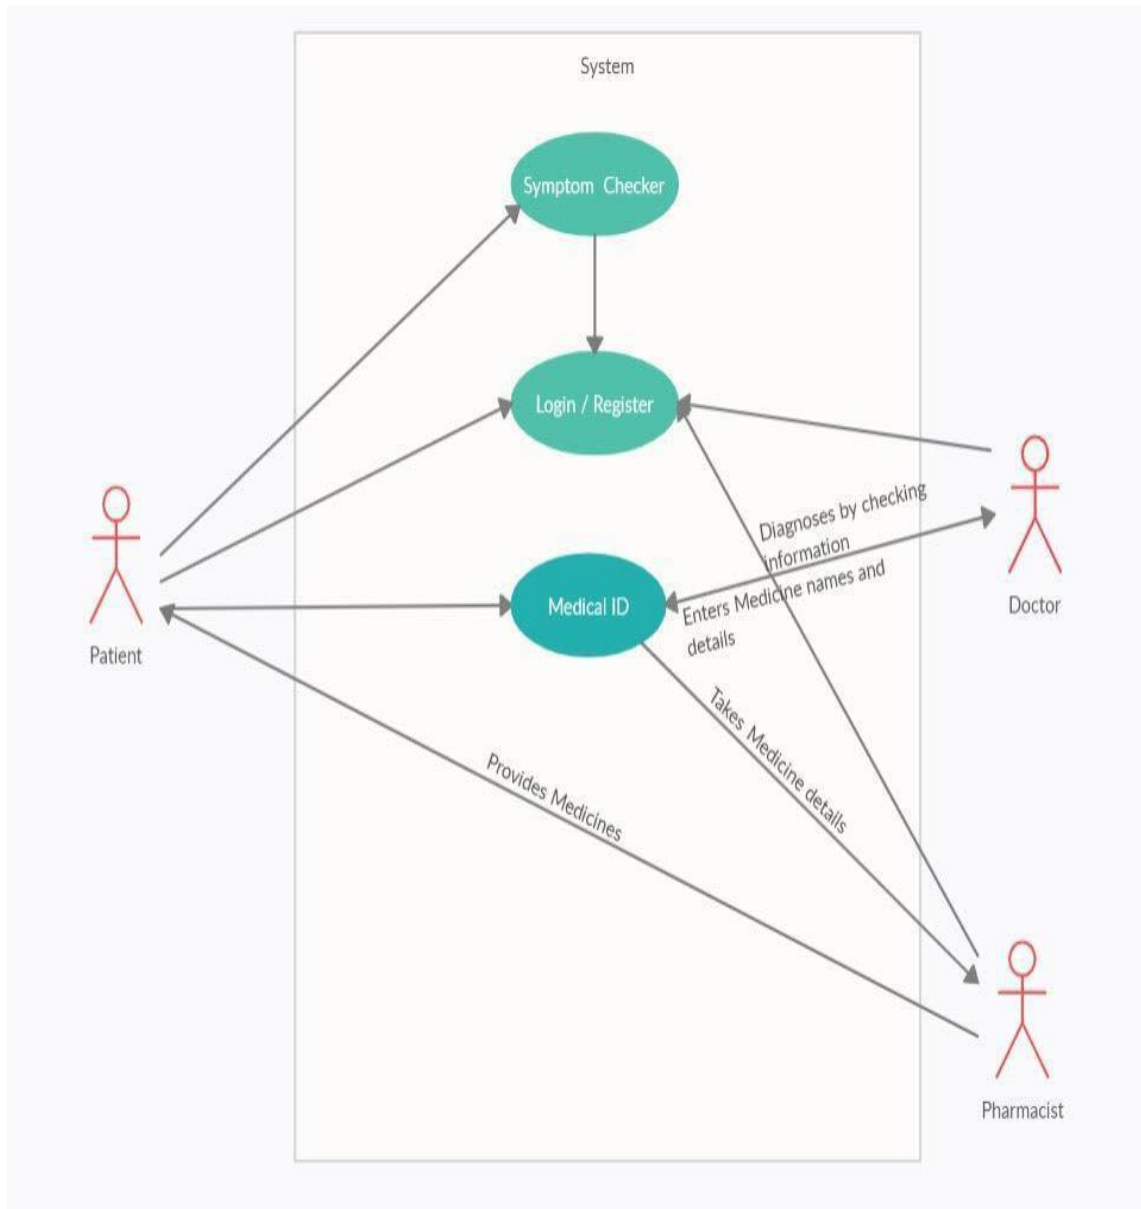 System
Symptom Checker
Login / Register
Diagnoses by checking
information
Enters Medicine names and
details
Medical ID
Doctor
Patient
Takes Medicine details
Provides Medicines
Pharmacist